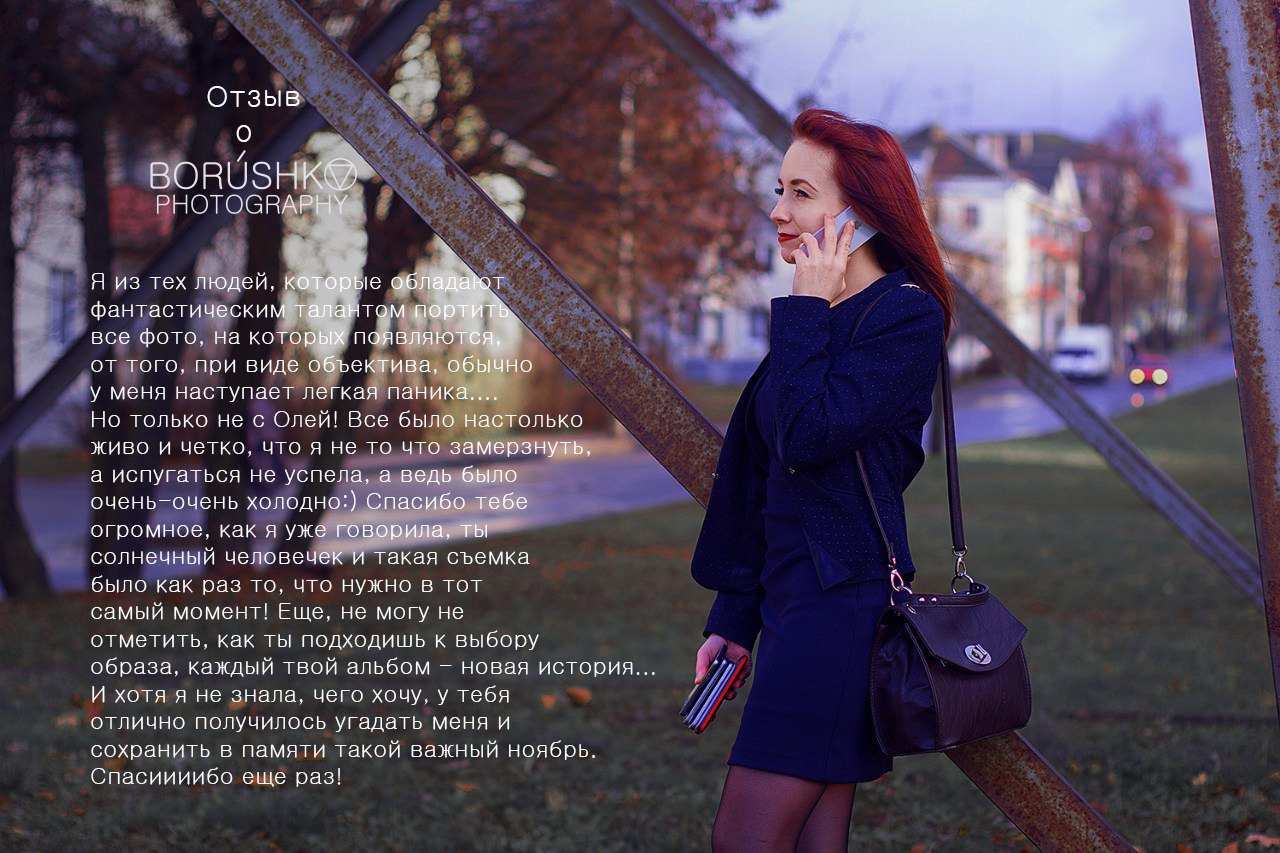 Отзыв
о
BORÚSHKO
PHOTOGRAPHY
Я из тех людей, которые обладают
фантастическим талантом портить
все фото, на которых появляются,
от того, при виде объектива, обычно
у меня наступает легкая паника....
Но только не с Олей! Все было настолько
живо и четко, что я не то что замерзнуть,
а испугаться не успела, а ведь было
очень-очень холодно:) Спасибо тебе
огромное, как я уже говорила, ты
солнечный человечек и такая съемка
было как раз то, что нужно в тот
самый момент! Еще, не могу не
отметить, как ты подходишь к выбору
образа, каждый твой альбом - новая история...
И хотя я не знала, чего хочу, у тебя
отлично получилось угадать меня и
сохранить в памяти такой важный ноябрь.
Спасиииибо еще раз!